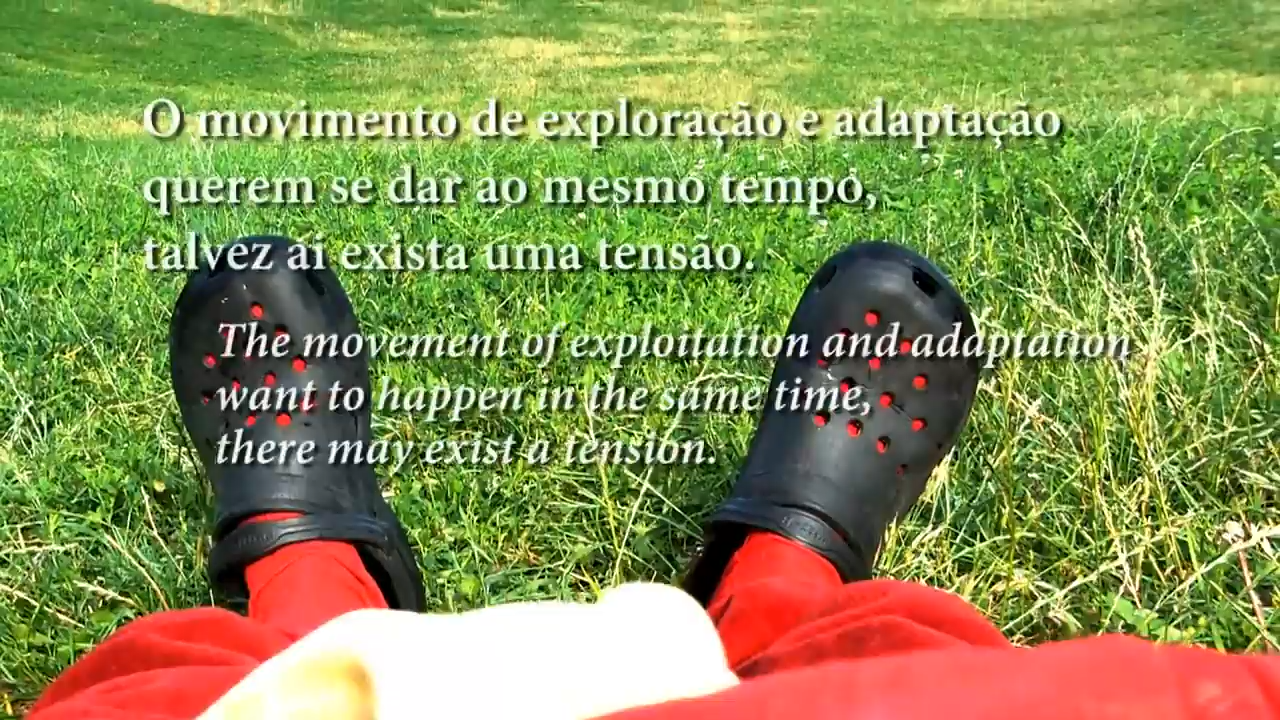 O movimento de exploração e adaptação
querem se dar ao mesmo tempo,
talvez ai exista uma tensão.
The movement of exploitation and adaptation
want to happen in the same time,
there may exist a tension.